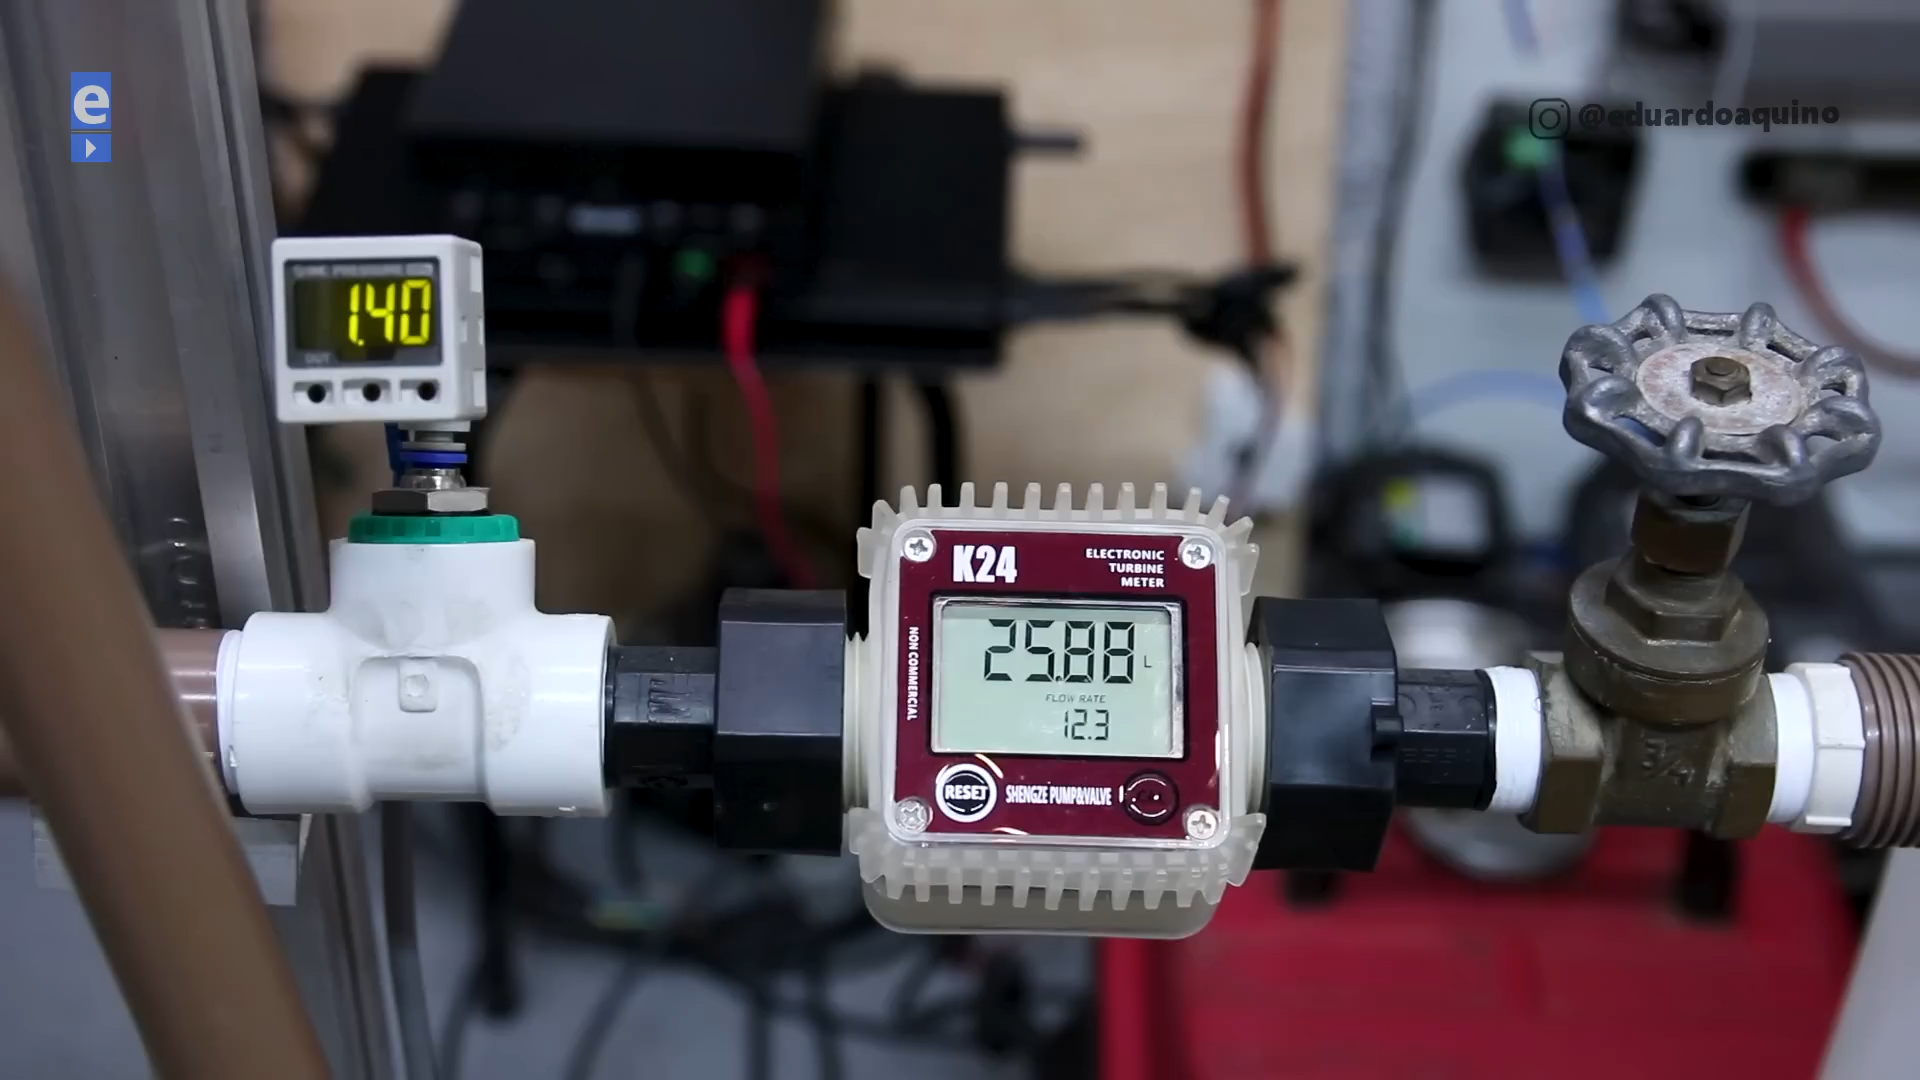 e
@eduardoaquino
1.40
OUT
K24
ELECTRONIC
TURBINE
METER
NON COMMERCIAL
25.88 L
FLOW RATE
12.3
RESET
SHENGZE PUMP&VALVE
3/4